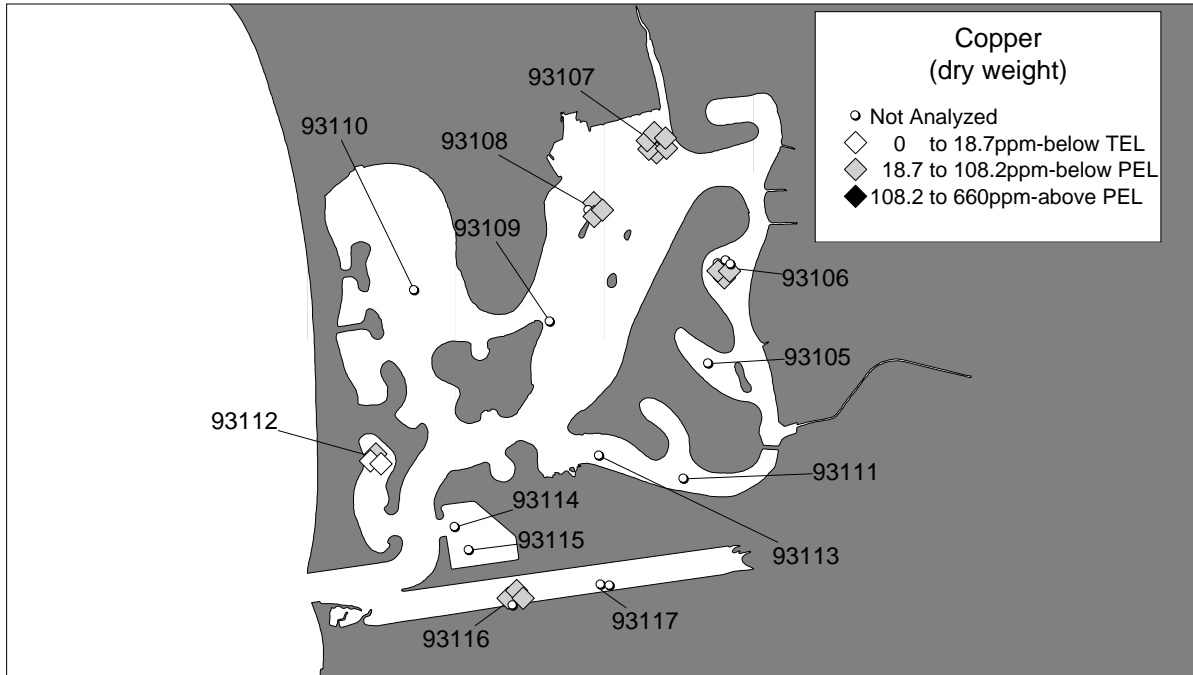 Copper
(dry weight)
Not Analyzed
0 to 18.7ppm-below TEL
18.7 to 108.2ppm-below PEL
108.2 to 660ppm-above PEL
93107
93110
93108
93109
93106
93105
93112
93111
93114
93115
93113
93117
93116